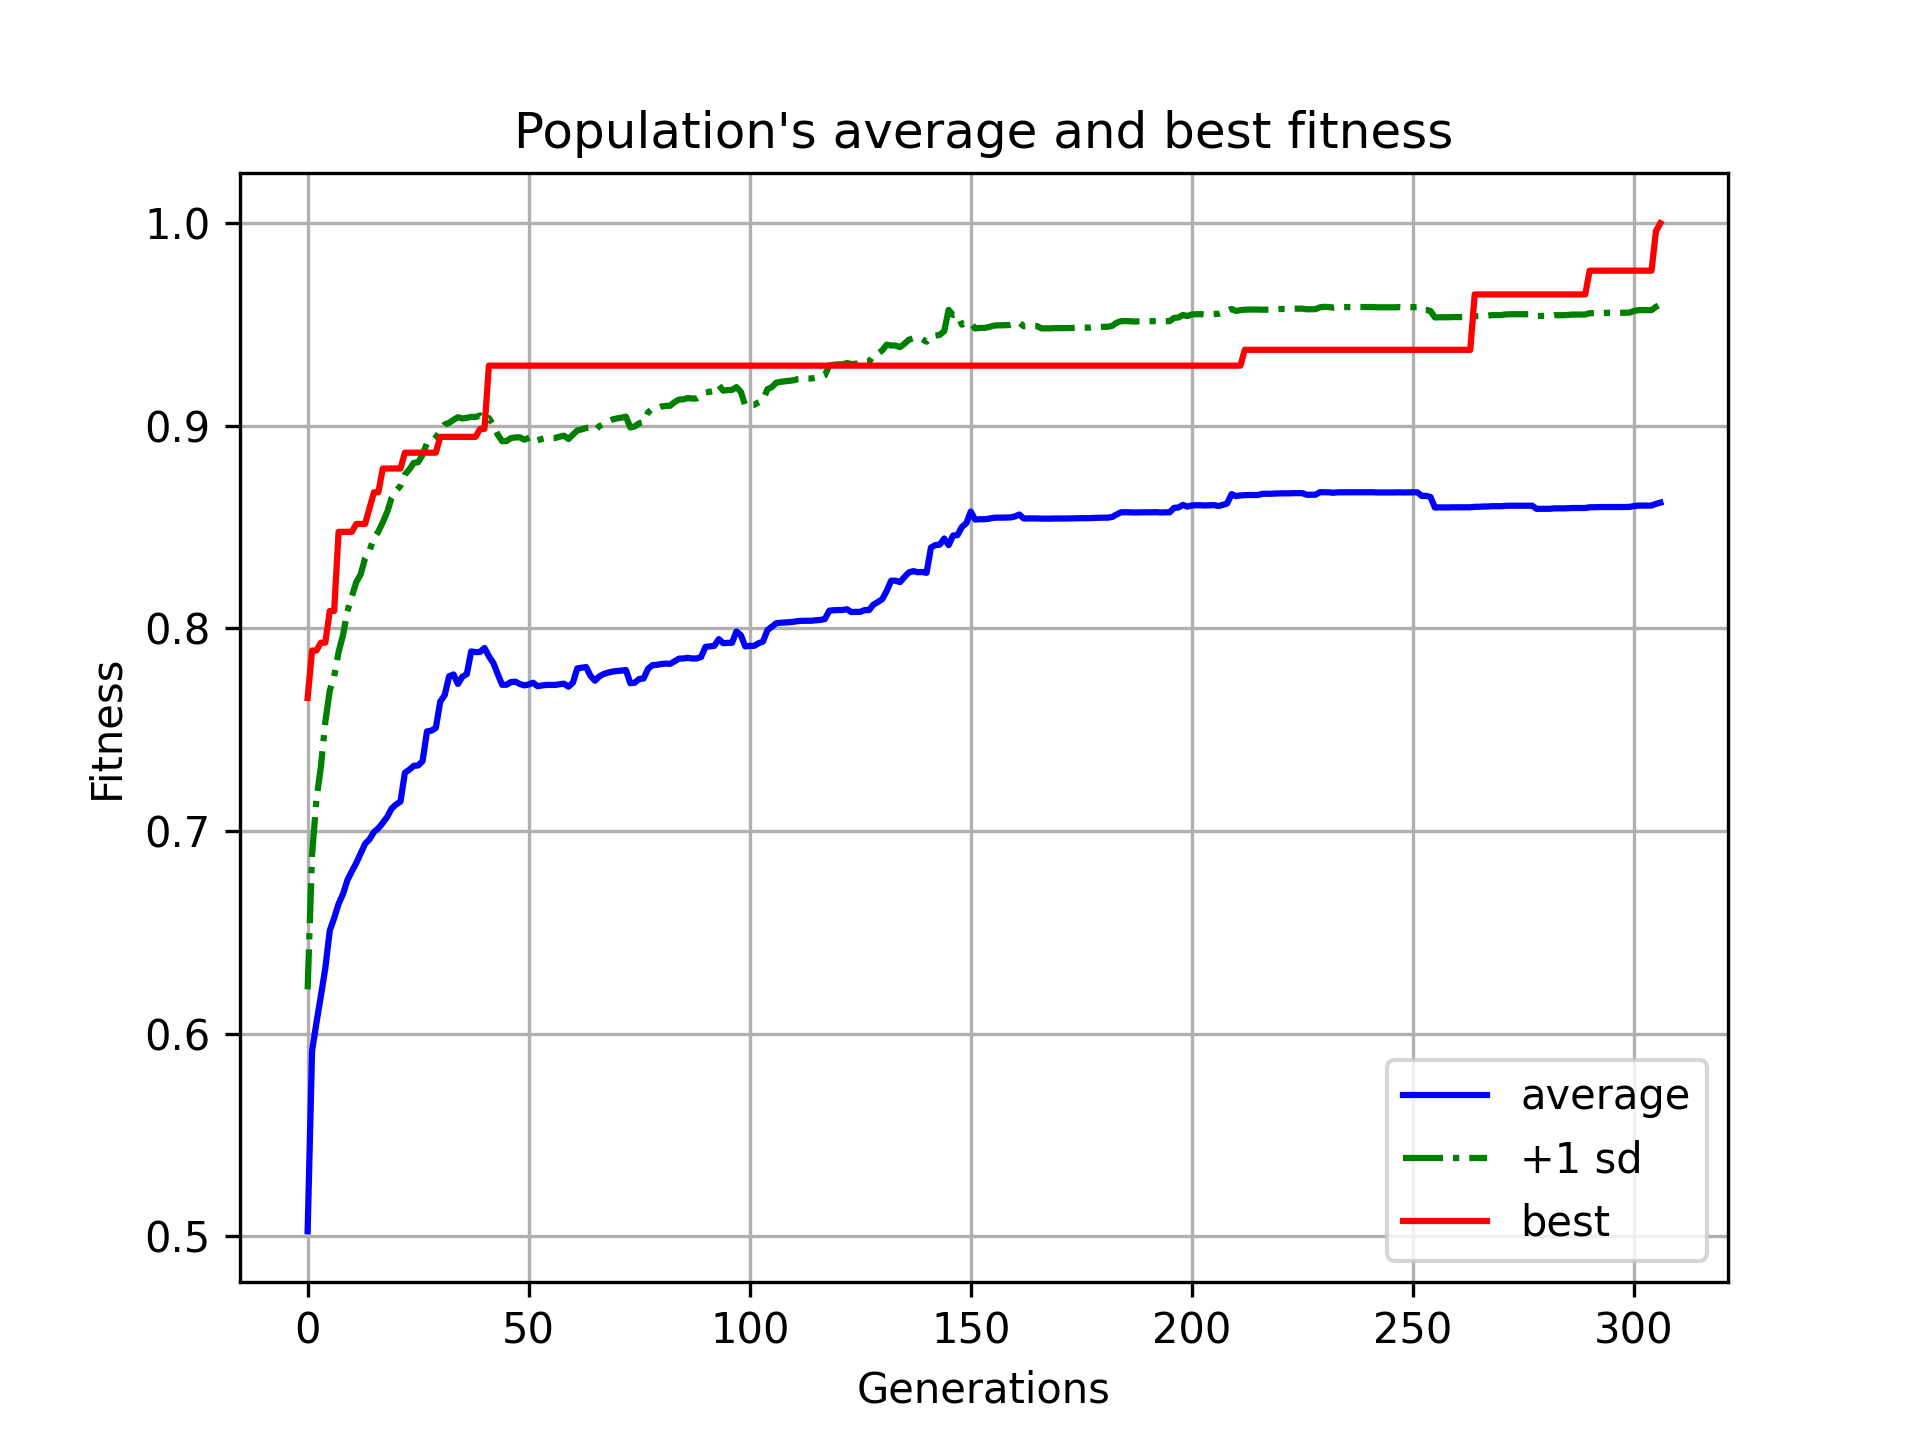 Population's average and best fitness
1.0
0.9
0.8
0.7
0.6
0.5
Fitness
average
+1 sd
best
0 50 100 150 200 250 300
Generations